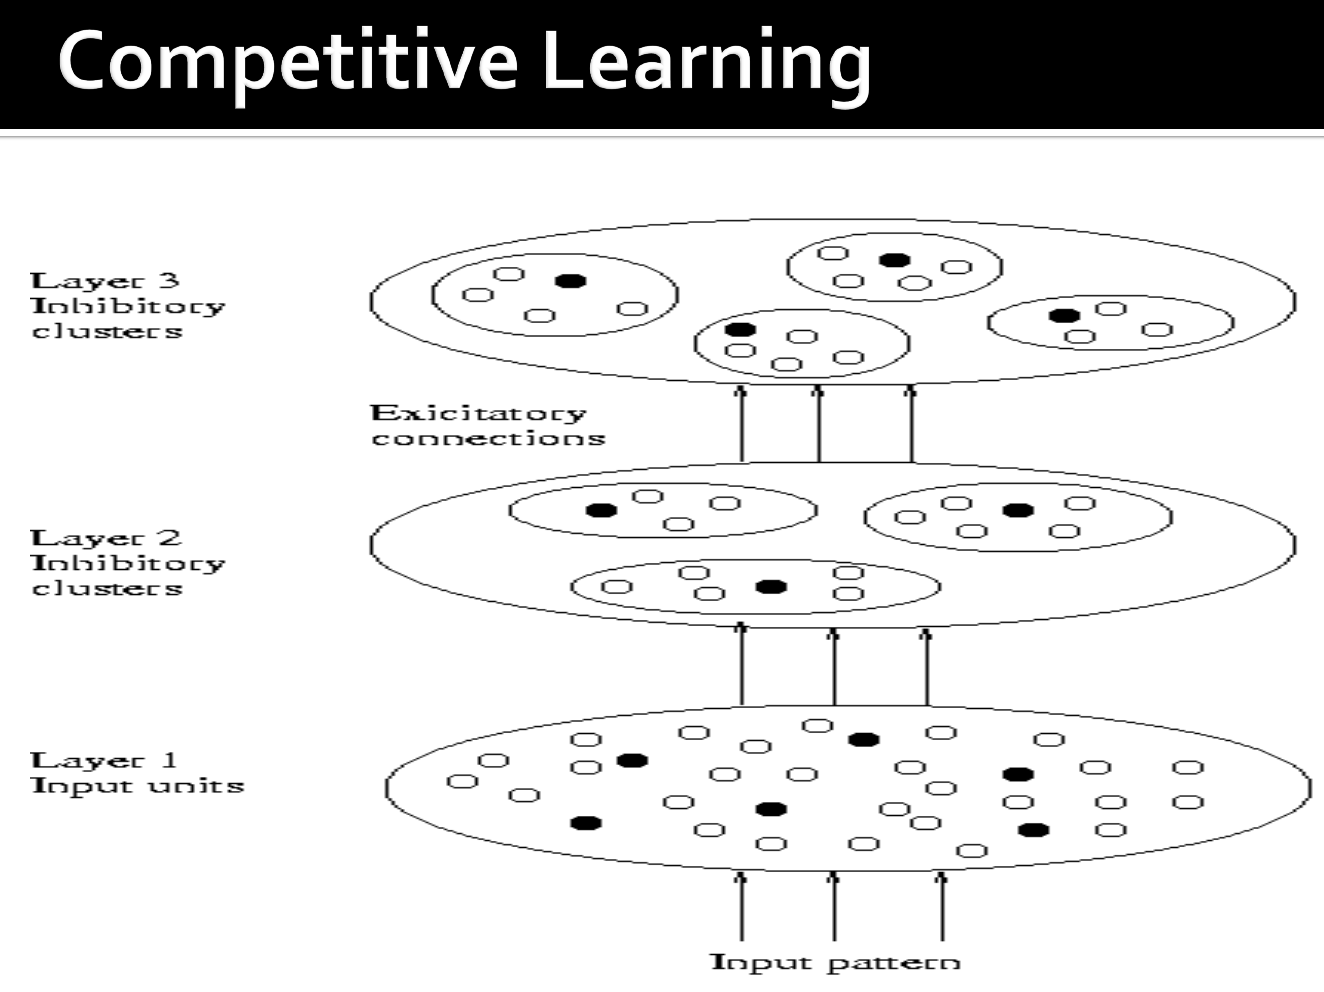 Competitive Learning
Layer 3
Inhibitory
clusters
Exicitatory
connections
Layer 2
Inhibitory
clusters
Layer 1
Input units
Input pattern